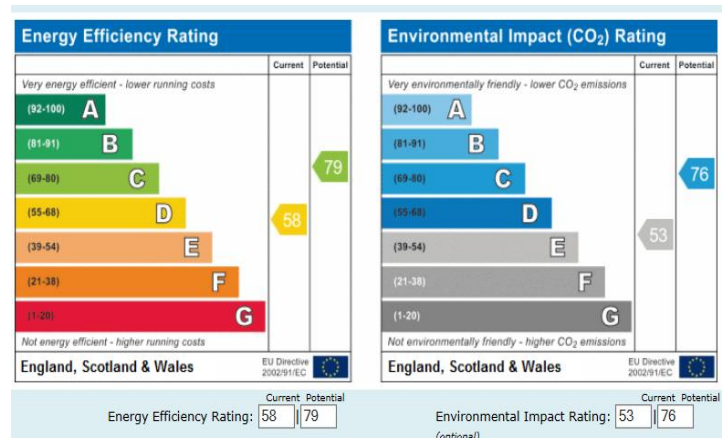 Energy Efficiency Rating
Current Potential
Very energy efficient - lower running costs
(92-100) A
(81-91) B
(69-80) C
79
(55-68) D
58
(39-54) E
(21-38) F
(1-20) G
Not energy efficient - higher running costs
England, Scotland & Wales
EU Directive
2002/91/EC
Environmental Impact (CO₂) Rating
Current Potential
Very environmentally friendly - lower CO₂ emissions
(92-100) A
(81-91) B
(69-80) C
76
(55-68) D
(39-54) E
53
(21-38) F
(1-20) G
Not environmentally friendly - higher CO₂ emissions
England, Scotland & Wales
EU Directive
2002/91/EC
Current Potential
Energy Efficiency Rating: 58 | 79
Current Potential
Environmental Impact Rating: 53 | 76
(optional)